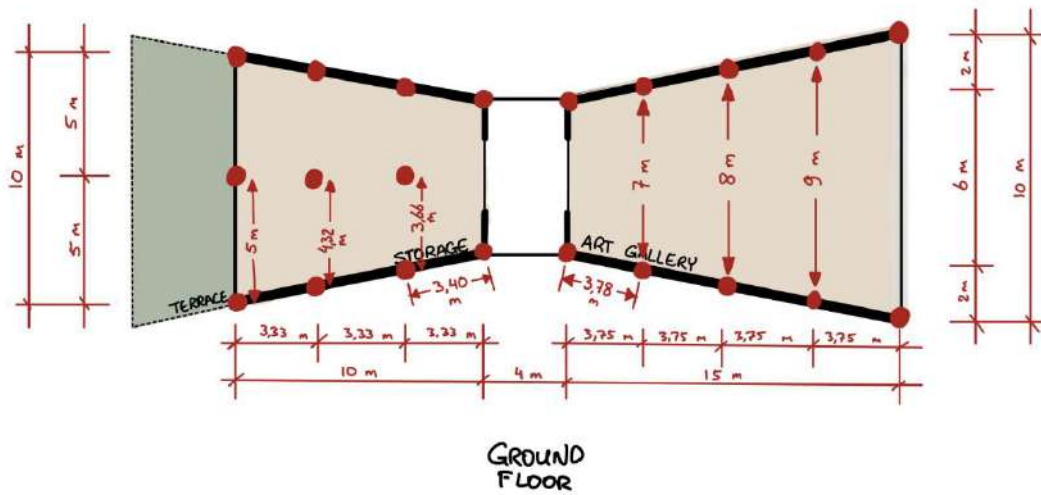 10 m
5 m
5 m
TERRACE
5 m
4,32 m
3,66 m
STORAGE
3,40 m
3,33 m
3,33 m
3,33 m
10 m
4 m
ART GALLERY
3,78 m
7 m
8 m
9 m
3,75 m
3,75 m
3,75 m
3,75 m
15 m
2 m
6 m
2 m
10 m
GROUND
FLOOR